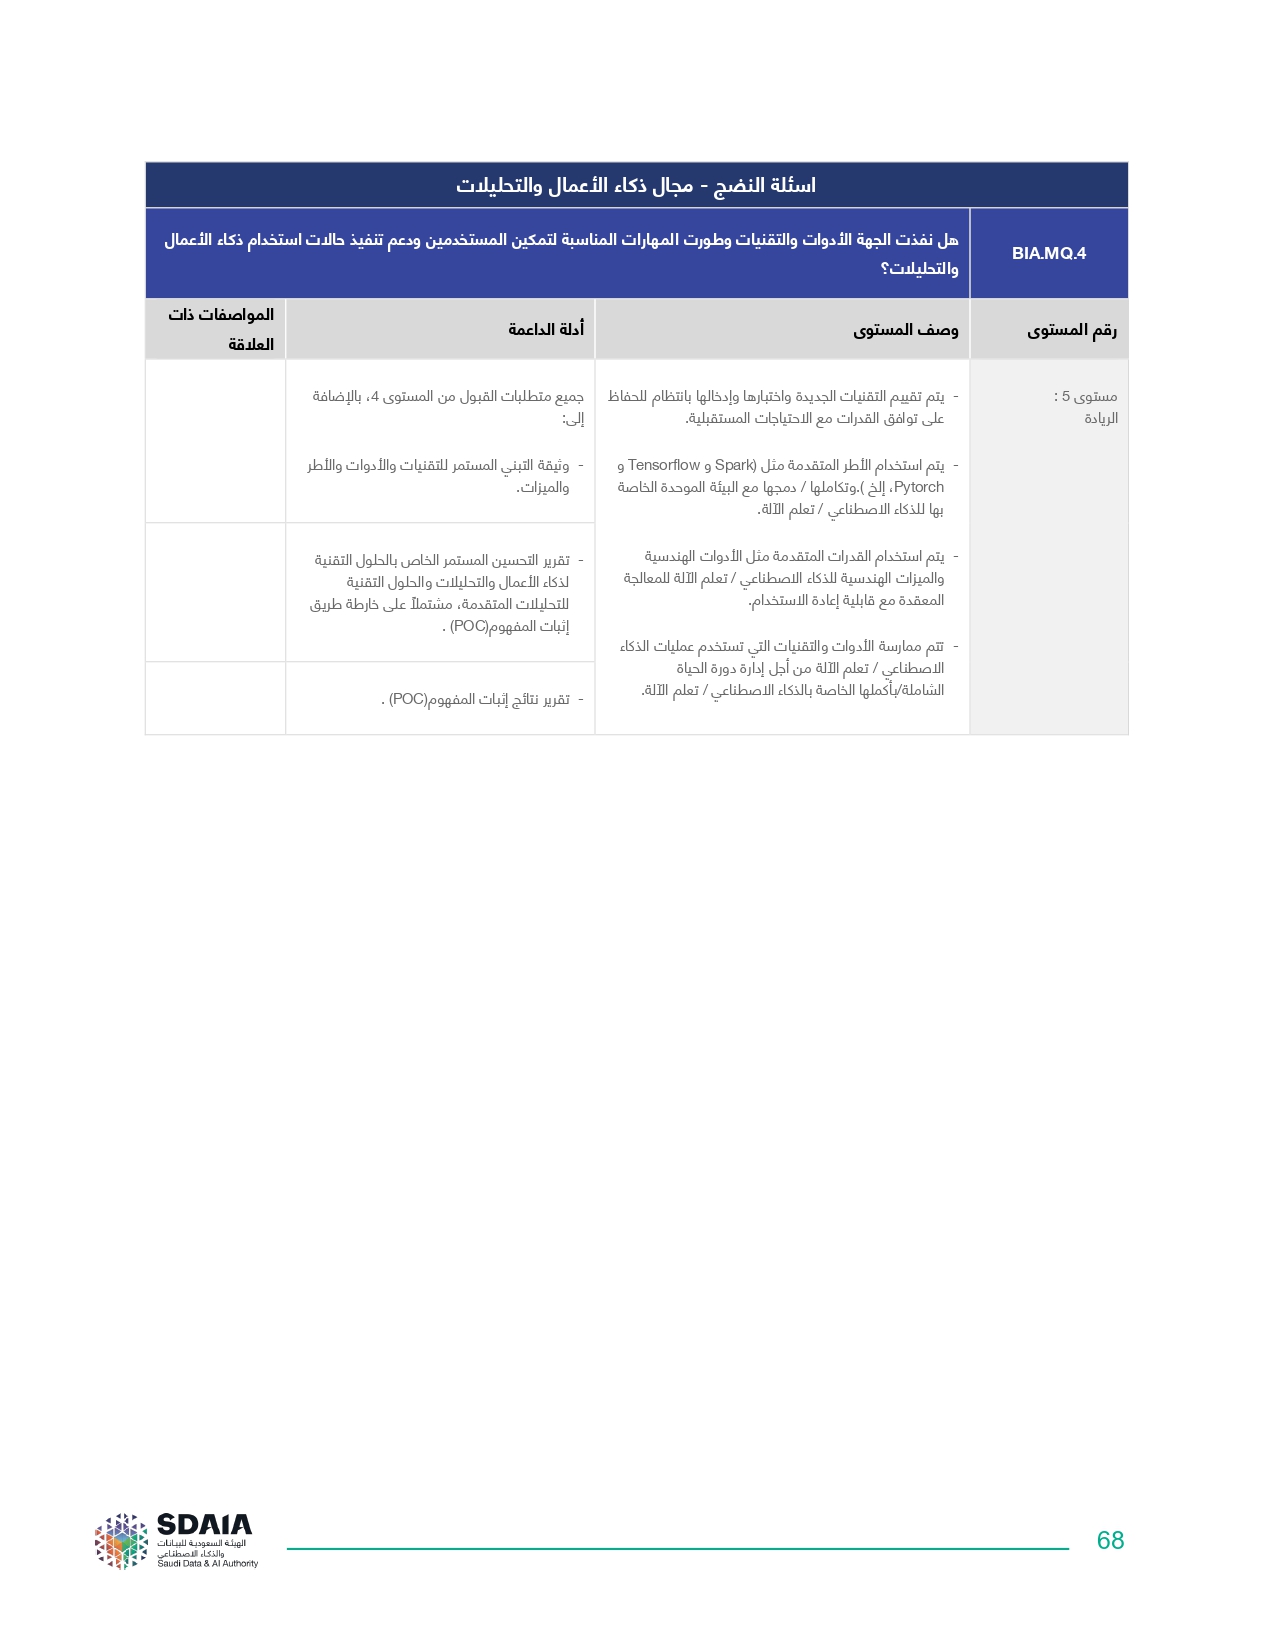 اسئلة النضج - مجال ذكاء الأعمال والتحليلات
BIA.MQ.4
هل نفذت الجهة الأدوات والتقنيات وطورت المهارات المناسبة لتمكين المستخدمين ودعم تنفيذ حالات استخدام ذكاء الأعمال
والتحليلات؟
رقم المستوى
وصف المستوى
أدلة الداعمة
المواصفات ذات
العلاقة
مستوى 5 :
الريادة
- يتم تقييم التقنيات الجديدة واختبارها وإدخالها بانتظام للحفاظ
على توافق القدرات مع الاحتياجات المستقبلية.
- يتم استخدام الأطر المتقدمة مثل (Spark و Tensorflow و
Pytorch، إلخ ).وتكاملها / دمجها مع البيئة الموحدة الخاصة
بها للذكاء الاصطناعي / تعلم الآلة.
- يتم استخدام القدرات المتقدمة مثل الأدوات الهندسية
والميزات الهندسية للذكاء الاصطناعي / تعلم الآلة للمعالجة
المعقدة مع قابلية إعادة الاستخدام.
- تتم ممارسة الأدوات والتقنيات التي تستخدم عمليات الذكاء
الاصطناعي / تعلم الآلة من أجل إدارة دورة الحياة
الشاملة/بأكملها الخاصة بالذكاء الاصطناعي / تعلم الآلة.
جميع متطلبات القبول من المستوى 4، بالإضافة
إلى:
- وثيقة التبني المستمر للتقنيات والأدوات والأطر
والميزات.
- تقرير التحسين المستمر الخاص بالحلول التقنية
لذكاء الأعمال والتحليلات والحلول التقنية
للتحليلات المتقدمة، مشتملاً على خارطة طريق
إثبات المفهوم(POC) .
- تقرير نتائج إثبات المفهوم(POC) .
SDAIA
الهيئة السعودية للبيانات
والذكاء الاصطناعي
Saudi Data & AI Authority
68